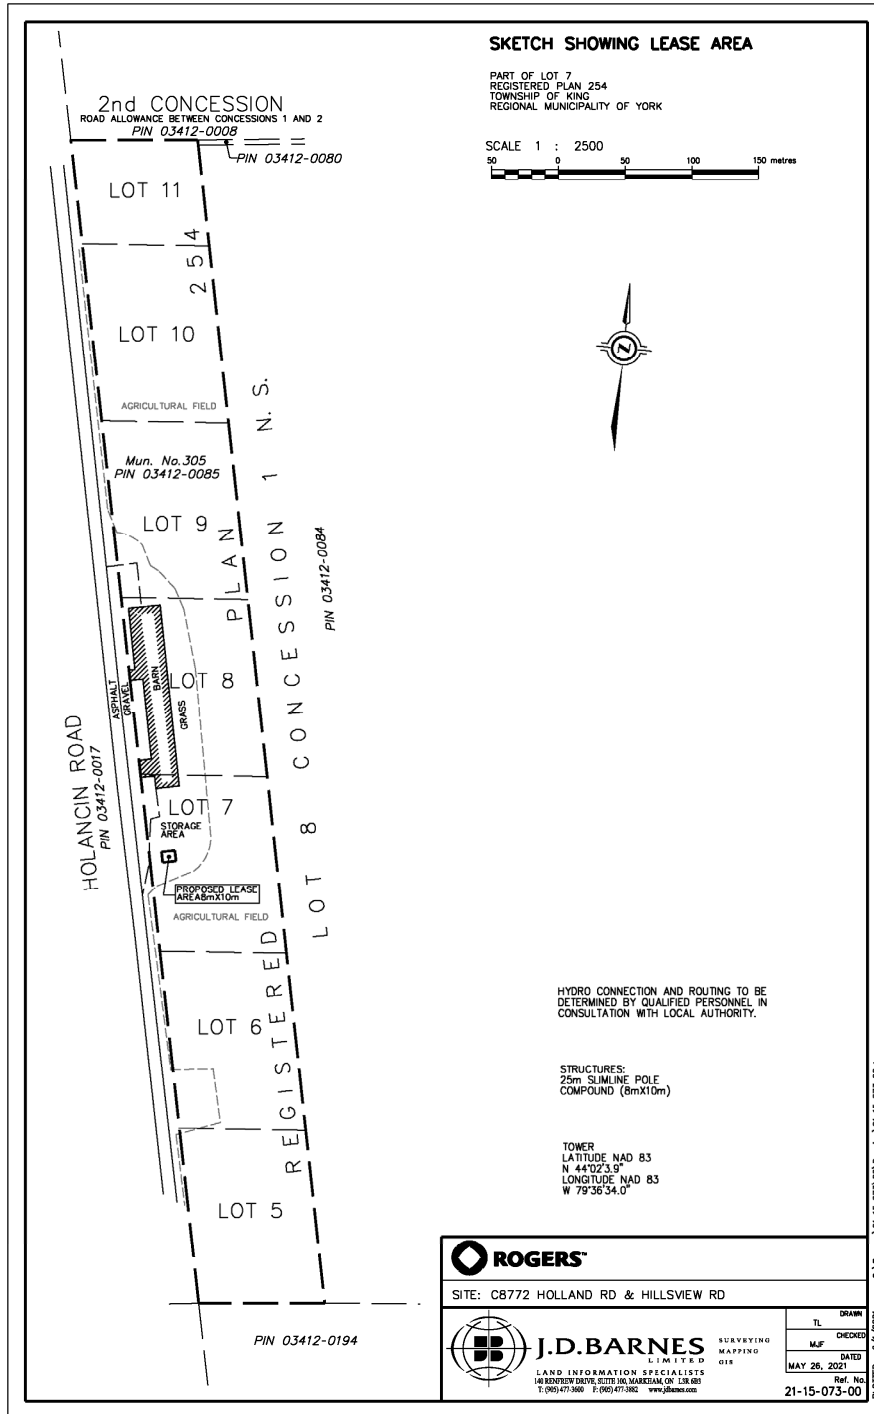 SKETCH SHOWING LEASE AREA
PART OF LOT 7
REGISTERED PLAN 254
TOWNSHIP OF KING
REGIONAL MUNICIPALITY OF YORK
SCALE 1 : 2500
50 0 50 100 150 metres
2nd CONCESSION
ROAD ALLOWANCE BETWEEN CONCESSIONS 1 AND 2
PIN 03412-0008
PIN 03412-0080
LOT 11
LOT 10
AGRICULTURAL FIELD
Mun. No.305
PIN 03412-0085
LOT 9
REGISTERED PLAN 254
LOT 8 CONCESSION 1 N.S.
PIN 03412-0084
N
ASPHALT
GRAVEL
BARN
LOT 8
GRASS
HOLANCIN ROAD
PIN 03412-0017
LOT 7
STORAGE
AREA
PROPOSED LEASE
AREA8mX10m
AGRICULTURAL FIELD
LOT 6
LOT 5
PIN 03412-0194
HYDRO CONNECTION AND ROUTING TO BE
DETERMINED BY QUALIFIED PERSONNEL IN
CONSULTATION WITH LOCAL AUTHORITY.
STRUCTURES:
25m SLIMLINE POLE
COMPOUND (8mX10m)
TOWER
LATITUDE NAD 83
N 44°02'3.9"
LONGITUDE NAD 83
W 79°36'34.0"
ROGERS™
SITE: C8772 HOLLAND RD & HILLSVIEW RD
J.D.BARNES
LIMITED
SURVEYING
MAPPING
GIS
LAND INFORMATION SPECIALISTS
140 RENFREW DRIVE, SUITE 100, MARKHAM, ON L3R 6B3
T: (905) 477-3600 F: (905) 477-3882 www.jdbarnes.com
DRAWN
TL
CHECKED
MJF
DATED
MAY 26, 2021
Ref. No.
21-15-073-00